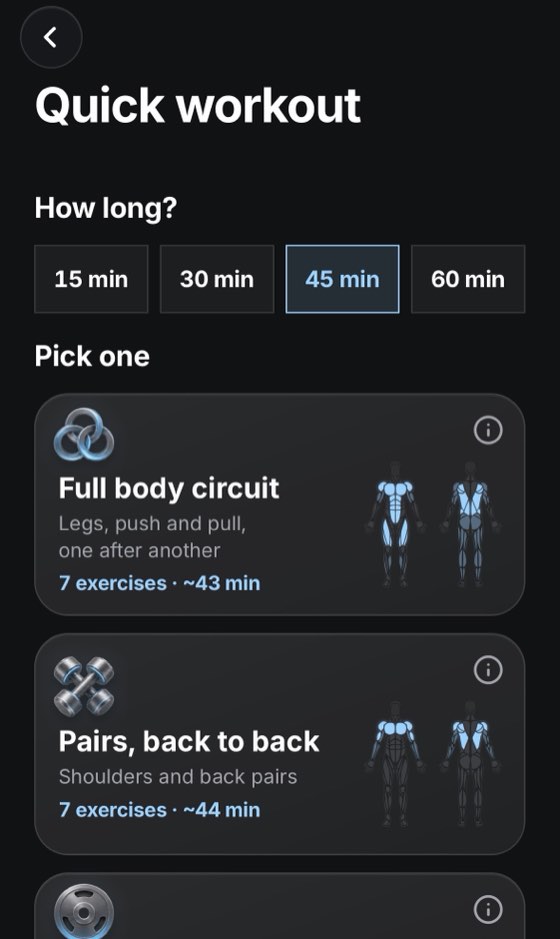 Quick workout
How long?
15 min
30 min
45 min
60 min
Pick one
Full body circuit
Legs, push and pull,
one after another
7 exercises · ~43 min
Pairs, back to back
Shoulders and back pairs
7 exercises · ~44 min